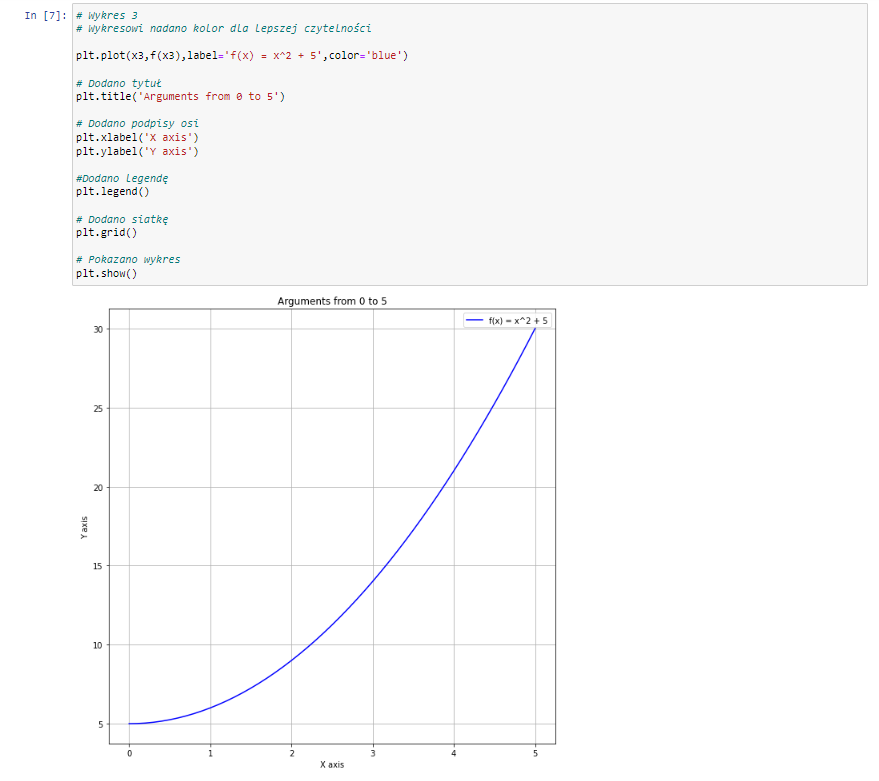 In [7]: # Wykres 3
# Wykresowi nadano kolor dla lepszej czytelności
plt.plot(x3,f(x3),label='f(x) = x^2 + 5',color='blue')
# Dodano tytuł
plt.title('Arguments from 0 to 5')
# Dodano podpisy osi
plt.xlabel('X axis')
plt.ylabel('Y axis')
#Dodano legendę
plt.legend()
# Dodano siatkę
plt.grid()
# Pokazano wykres
plt.show()
Arguments from 0 to 5
f(x) = x^2 + 5
30
25
20
15
10
5
Y axis
0 1 2 3 4 5
X axis